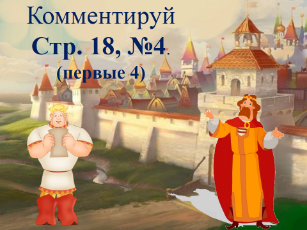 Комментируй
Стр. 18, №4.
(первые 4)